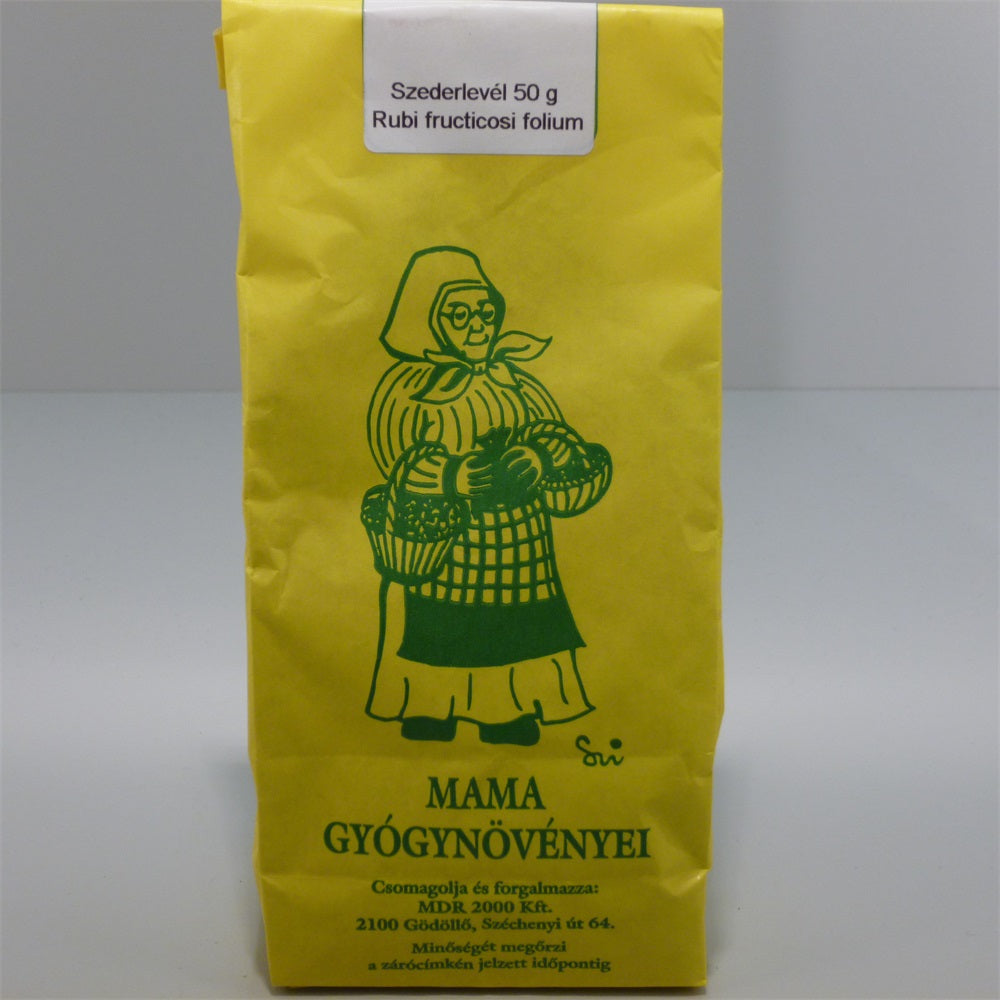 Szederlevél 50 g
Rubi fructicosi folium
Sui
MAMA
GYÓGYNÖVÉNYEI
Csomagolja és forgalmazza:
MDR 2000 Kft.
2100 Gödöllő, Széchenyi út 64.
Minőségét megőrzi
a zárócímkén jelzett időpontig